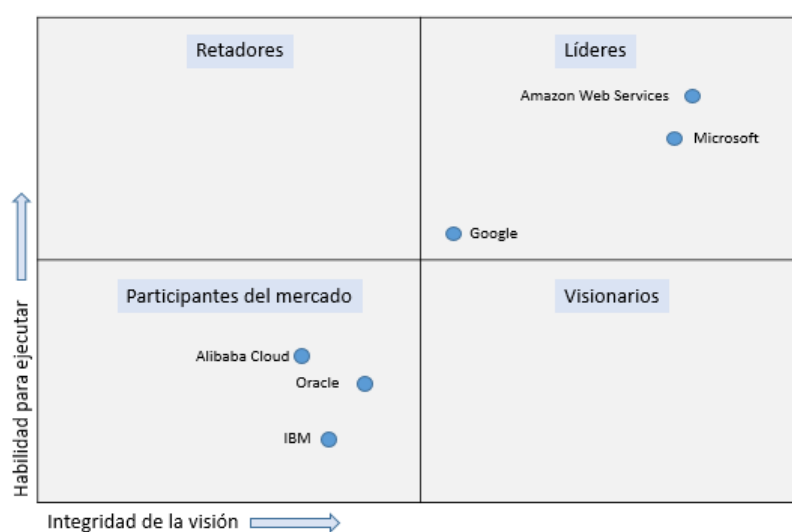 Retadores
Líderes
Amazon Web Services
Microsoft
Google
Participantes del mercado
Visionarios
Alibaba Cloud
Oracle
IBM
Habilidad para ejecutar
Integridad de la visión